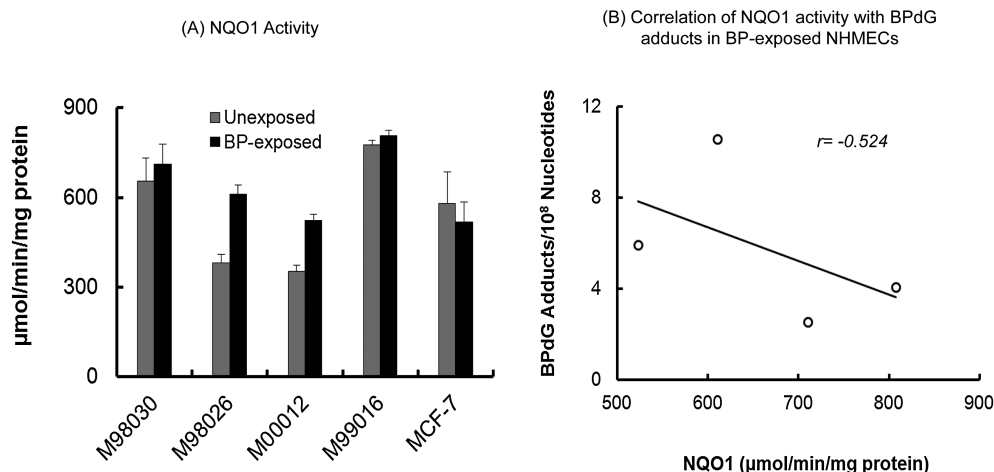 (A) NQO1 Activity
900
600
300
0
μmol/min/mg protein
Unexposed
BP-exposed
M98030
M98026
M00012
M99016
MCF-7
(B) Correlation of NQO1 activity with BPdG
adducts in BP-exposed NHMECs
12
8
4
0
BPdG Adducts/10⁸ Nucleotides
r= -0.524
500
600
700
800
900
NQO1 (μmol/min/mg protein)